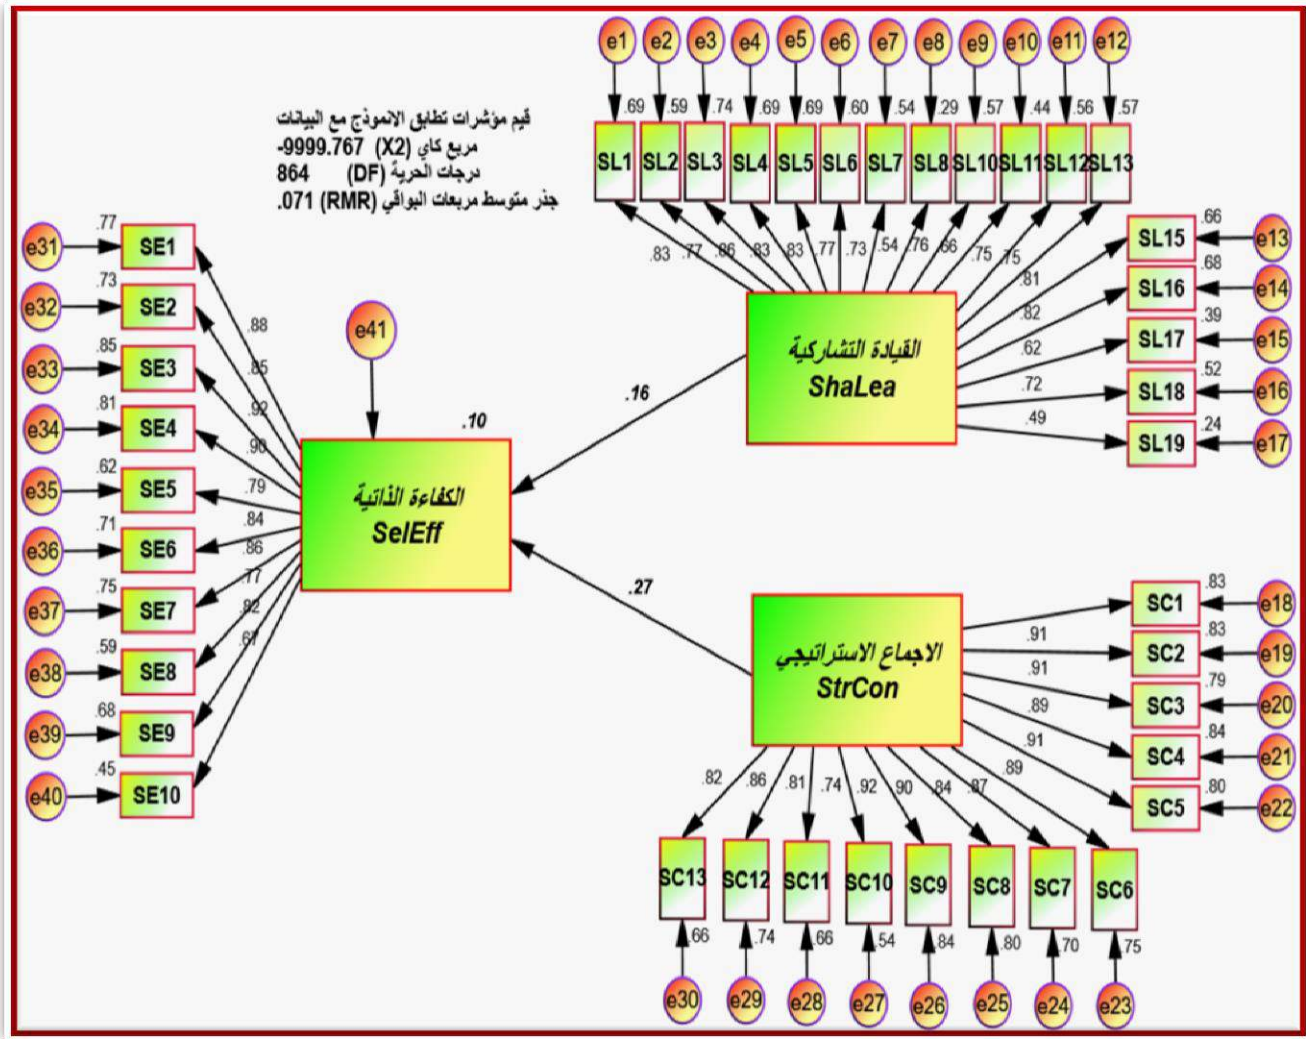 e1 e2 e3 e4 e5 e6 e7 e8 e9 e10 e11 e12
.69 .59 .74 .69 .69 .60 .54 .29 .57 .44 .56 .57
SL1 SL2 SL3 SL4 SL5 SL6 SL7 SL8 SL10 SL11 SL12 SL13
قيم مؤشرات تطابق الانموذج مع البيانات
مربع كاي (X2) 9999.767-
درجات الحرية (DF) 864
جذر متوسط مربعات البواقي (RMR) 071.
.83 .77 .86 .83 .83 .77 .73 .54 .76 .66 .75 .75
.81 SL15 .66 e13
.82 SL16 .68 e14
.62 SL17 .39 e15
.72 SL18 .52 e16
.49 SL19 .24 e17
القيادة التشاركية
ShaLea
e31 .77 SE1 .88
e32 .73 SE2 .85
e33 .85 SE3 .92
e34 .81 SE4 .90
e35 .62 SE5 .79
e36 .71 SE6 .84
e37 .75 SE7 .86
e38 .59 SE8 .77
e39 .68 SE9 .82
e40 .45 SE10 .67
e41
.10
.16
الكفاءة الذاتية
SelEff
.27
الاجماع الاستراتيجي
StrCon
SC1 .83 e18
.91 SC2 .83 e19
.91 SC3 .79 e20
.89 SC4 .84 e21
.91 SC5 .80 e22
.82 .86 .81 .74 .92 .90 .84 .87 .89
SC13 SC12 SC11 SC10 SC9 SC8 SC7 SC6
.66 .74 .66 .54 .84 .80 .70 .75
e30 e29 e28 e27 e26 e25 e24 e23